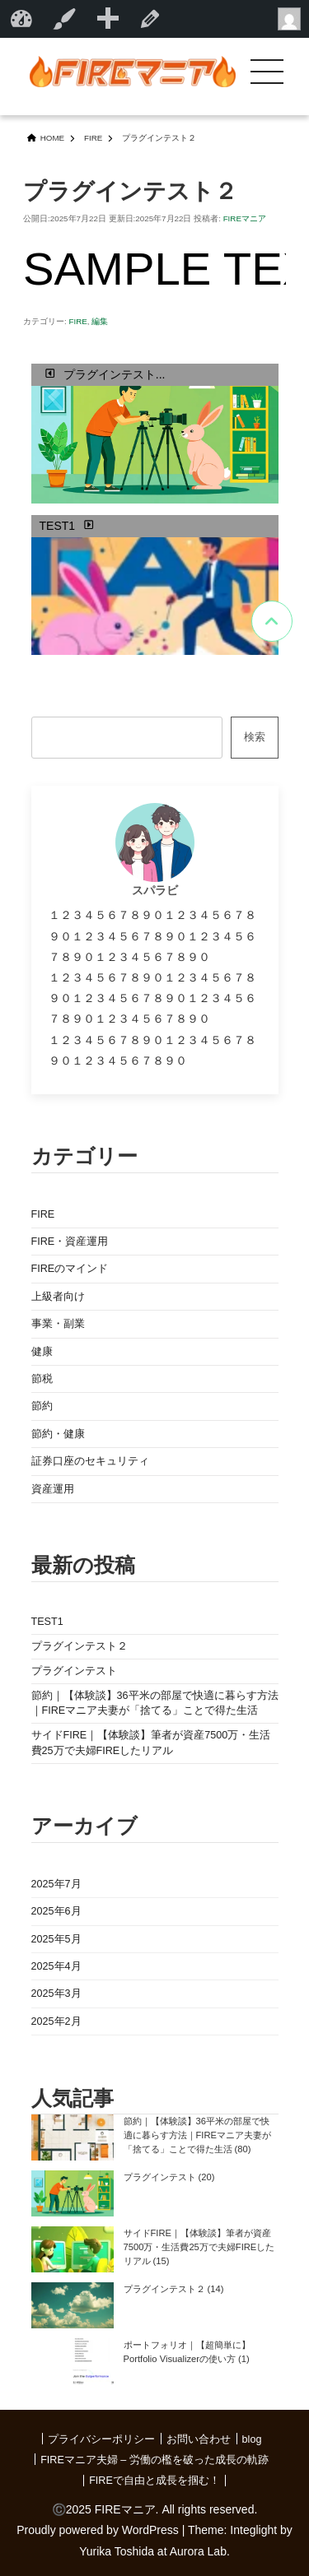 FIREマニア
HOME > FIRE > プラグインテスト２
プラグインテスト２
公開日:2025年7月22日 更新日:2025年7月22日 投稿者: FIREマニア
SAMPLE TEX
カテゴリー: FIRE, 編集
プラグインテスト...
TEST1
検索
スパラビ
１２３４５６７８９０１２３４５６７８
９０１２３４５６７８９０１２３４５６
７８９０１２３４５６７８９０
１２３４５６７８９０１２３４５６７８
９０１２３４５６７８９０１２３４５６
７８９０１２３４５６７８９０
１２３４５６７８９０１２３４５６７８
９０１２３４５６７８９０
カテゴリー
FIRE
FIRE・資産運用
FIREのマインド
上級者向け
事業・副業
健康
節税
節約
節約・健康
証券口座のセキュリティ
資産運用
最新の投稿
TEST1
プラグインテスト２
プラグインテスト
節約｜【体験談】36平米の部屋で快適に暮らす方法
｜FIREマニア夫妻が「捨てる」ことで得た生活
サイドFIRE｜【体験談】筆者が資産7500万・生活
費25万で夫婦FIREしたリアル
アーカイブ
2025年7月
2025年6月
2025年5月
2025年4月
2025年3月
2025年2月
人気記事
節約｜【体験談】36平米の部屋で快
適に暮らす方法｜FIREマニア夫妻が
「捨てる」ことで得た生活 (80)
プラグインテスト (20)
サイドFIRE｜【体験談】筆者が資産
7500万・生活費25万で夫婦FIREした
リアル (15)
プラグインテスト２ (14)
ポートフォリオ｜【超簡単に】
Portfolio Visualizerの使い方 (1)
プライバシーポリシー | お問い合わせ | blog
FIREマニア夫婦 – 労働の檻を破った成長の軌跡
FIREで自由と成長を掴む！
Ⓒ2025 FIREマニア. All rights reserved.
Proudly powered by WordPress | Theme: Integlight by
Yurika Toshida at Aurora Lab.